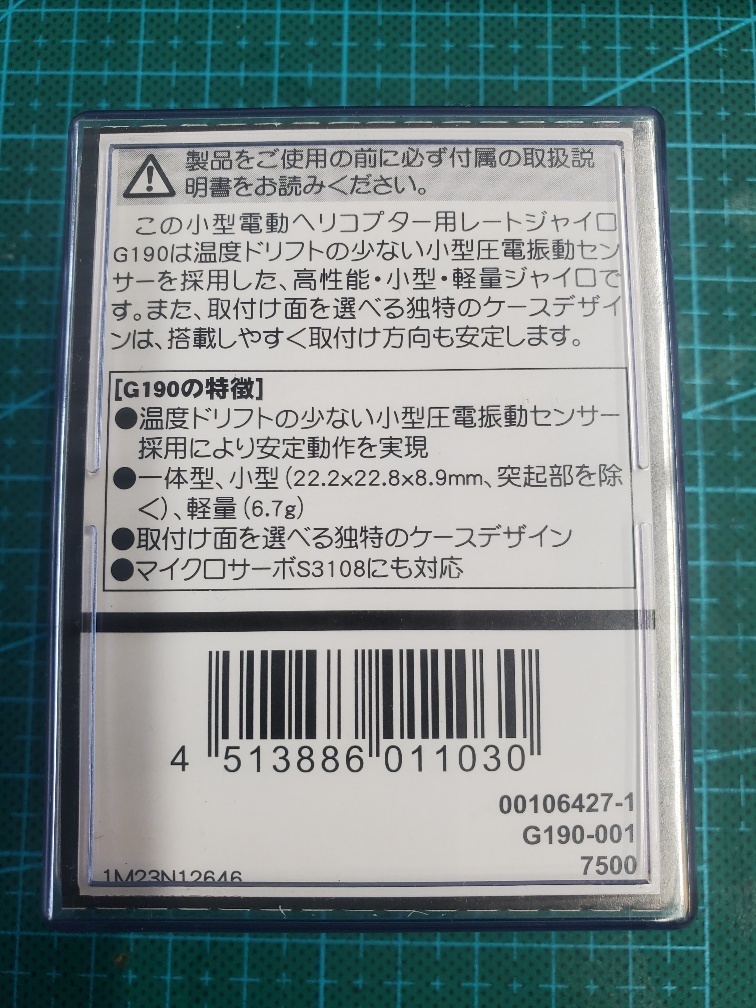 製品をご使用の前に必ず付属の取扱説
明書をお読みください。
この小型電動ヘリコプター用レートジャイロ
G190は温度ドリフトの少ない小型圧電振動セン
サーを採用した、高性能・小型・軽量ジャイロで
す。また、取付け面を選べる独特のケースデザイ
ンは、搭載しやすく取付け方向も安定します。
[G190の特徴]
●温度ドリフトの少ない小型圧電振動センサー
採用により安定動作を実現
●一体型、小型(22.2x22.8x8.9mm、突起部を除
く)、軽量(6.7g)
●取付け面を選べる独特のケースデザイン
●マイクロサーボS3108にも対応
4 513886 011030
00106427-1
G190-001
7500
1M23N12646